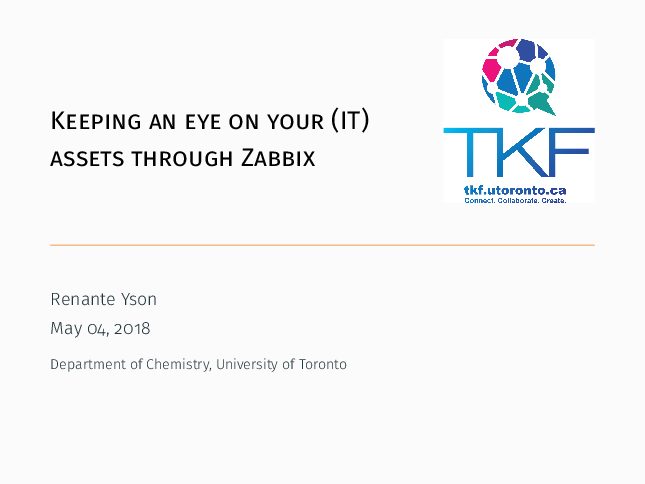 Keeping an eye on your (IT)
assets through Zabbix
TKF
tkf.utoronto.ca
Connect. Collaborate. Create.
Renante Yson
May 04, 2018
Department of Chemistry, University of Toronto